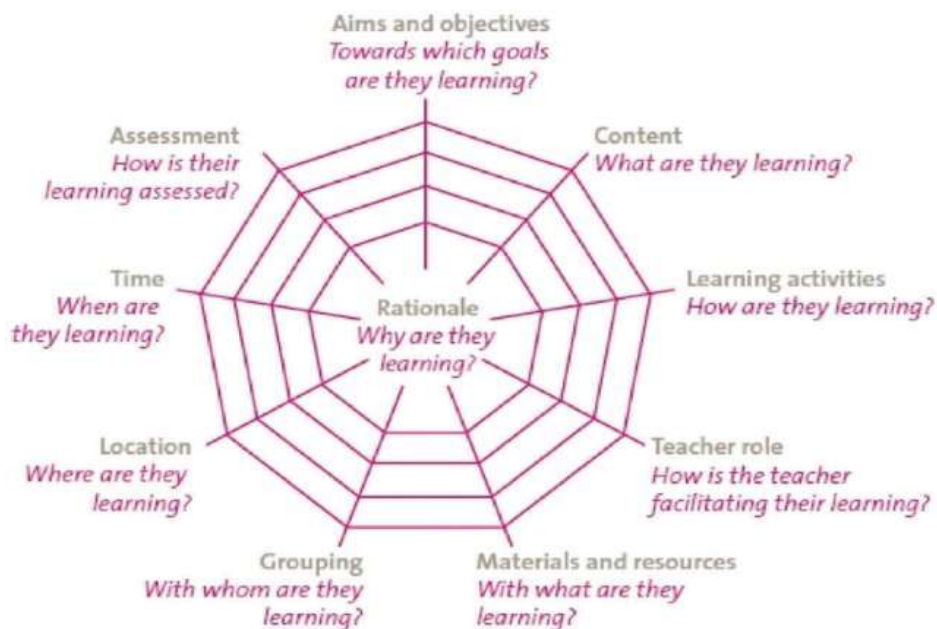 Aims and objectives
Towards which goals
are they learning?
Content
What are they learning?
Learning activities
How are they learning?
Teacher role
How is the teacher
facilitating their learning?
Materials and resources
With what are they
learning?
Grouping
With whom are they
learning?
Location
Where are they
learning?
Time
When are
they learning?
Assessment
How is their
learning assessed?
Rationale
Why are they
learning?